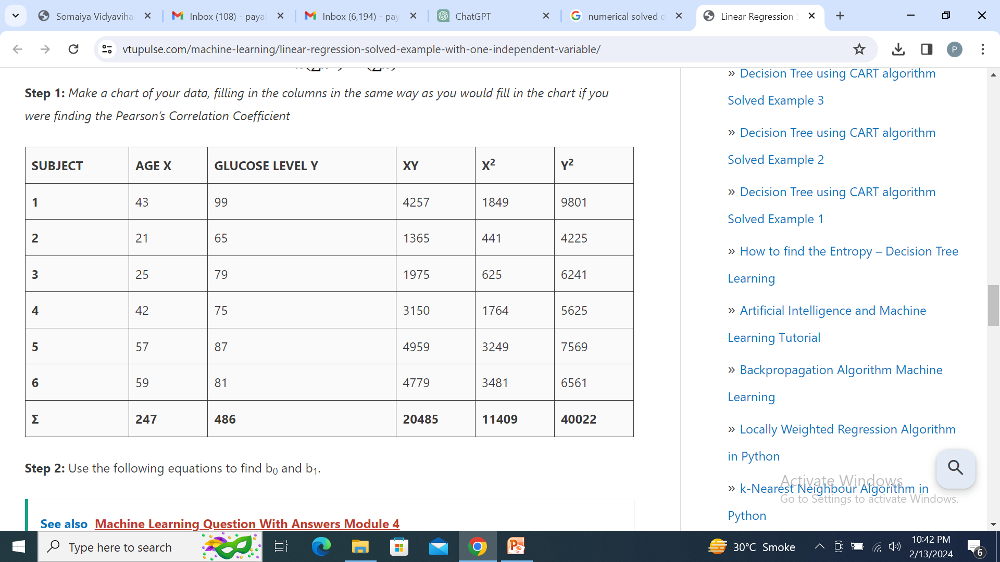 Somaiya Vidyaviha
Inbox (108) - payal
Inbox (6,194) - pay
ChatGPT
numerical solved o
Linear Regression S
vtupulse.com/machine-learning/linear-regression-solved-example-with-one-independent-variable/
P
Step 1: Make a chart of your data, filling in the columns in the same way as you would fill in the chart if you
were finding the Pearson’s Correlation Coefficient
SUBJECT AGE X GLUCOSE LEVEL Y XY X² Y²
1 43 99 4257 1849 9801
2 21 65 1365 441 4225
3 25 79 1975 625 6241
4 42 75 3150 1764 5625
5 57 87 4959 3249 7569
6 59 81 4779 3481 6561
Σ 247 486 20485 11409 40022
Step 2: Use the following equations to find b₀ and b₁.
See also Machine Learning Question With Answers Module 4
» Decision Tree using CART algorithm
Solved Example 3
» Decision Tree using CART algorithm
Solved Example 2
» Decision Tree using CART algorithm
Solved Example 1
» How to find the Entropy – Decision Tree
Learning
» Artificial Intelligence and Machine
Learning Tutorial
» Backpropagation Algorithm Machine
Learning
» Locally Weighted Regression Algorithm
in Python
» k-Nearest Neighbour Algorithm in
Python
Activate Windows
Go to Settings to activate Windows.
Type here to search
30°C Smoke
10:42 PM
2/13/2024
6